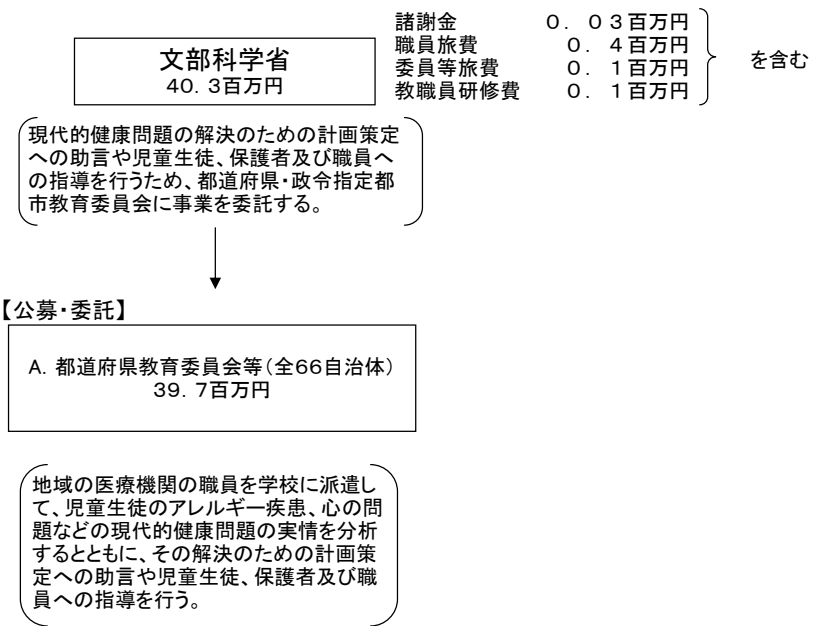 文部科学省
40．3百万円
諸謝金　　　０．０３百万円
職員旅費　　　０．４百万円
委員等旅費　　０．１百万円
教職員研修費　０．１百万円
を含む
現代的健康問題の解決のための計画策定
への助言や児童生徒、保護者及び職員へ
の指導を行うため、都道府県・政令指定都
市教育委員会に事業を委託する。
【公募・委託】
A．都道府県教育委員会等（全６６自治体）
３９．７百万円
地域の医療機関の職員を学校に派遣し
て、児童生徒のアレルギー疾患、心の問
題などの現代的健康問題の実情を分析
するとともに、その解決のための計画策
定への助言や児童生徒、保護者及び職
員への指導を行う。